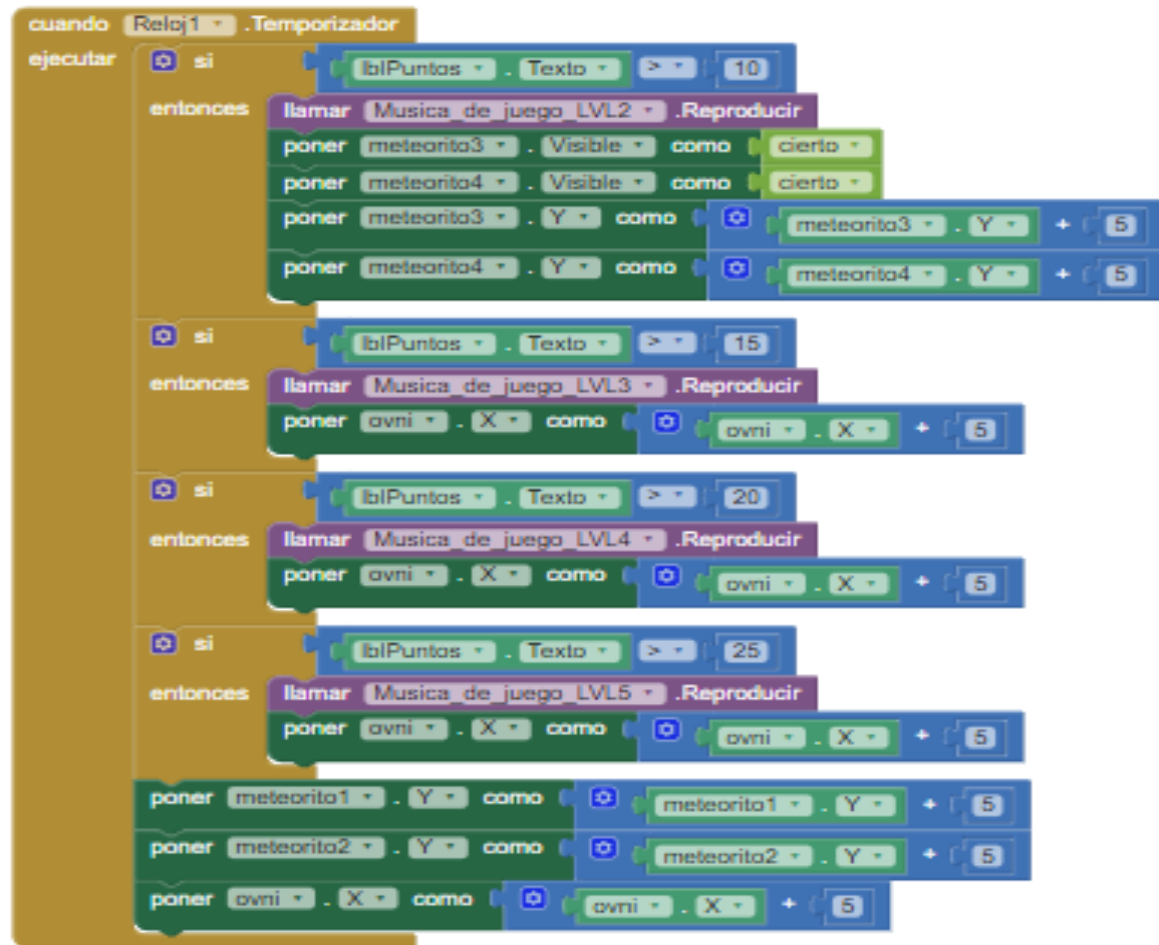 cuando Reloj1 .Temporizador
ejecutar si lblPuntos . Texto > 10
entonces llamar Musica_de_juego_LVL2 .Reproducir
poner meteorito3 . Visible como cierto
poner meteorito4 . Visible como cierto
poner meteorito3 . Y como meteorito3 . Y + 5
poner meteorito4 . Y como meteorito4 . Y + 5
si lblPuntos . Texto > 15
entonces llamar Musica_de_juego_LVL3 .Reproducir
poner ovni . X como ovni . X + 5
si lblPuntos . Texto > 20
entonces llamar Musica_de_juego_LVL4 .Reproducir
poner ovni . X como ovni . X + 5
si lblPuntos . Texto > 25
entonces llamar Musica_de_juego_LVL5 .Reproducir
poner ovni . X como ovni . X + 5
poner meteorito1 . Y como meteorito1 . Y + 5
poner meteorito2 . Y como meteorito2 . Y + 5
poner ovni . X como ovni . X + 5